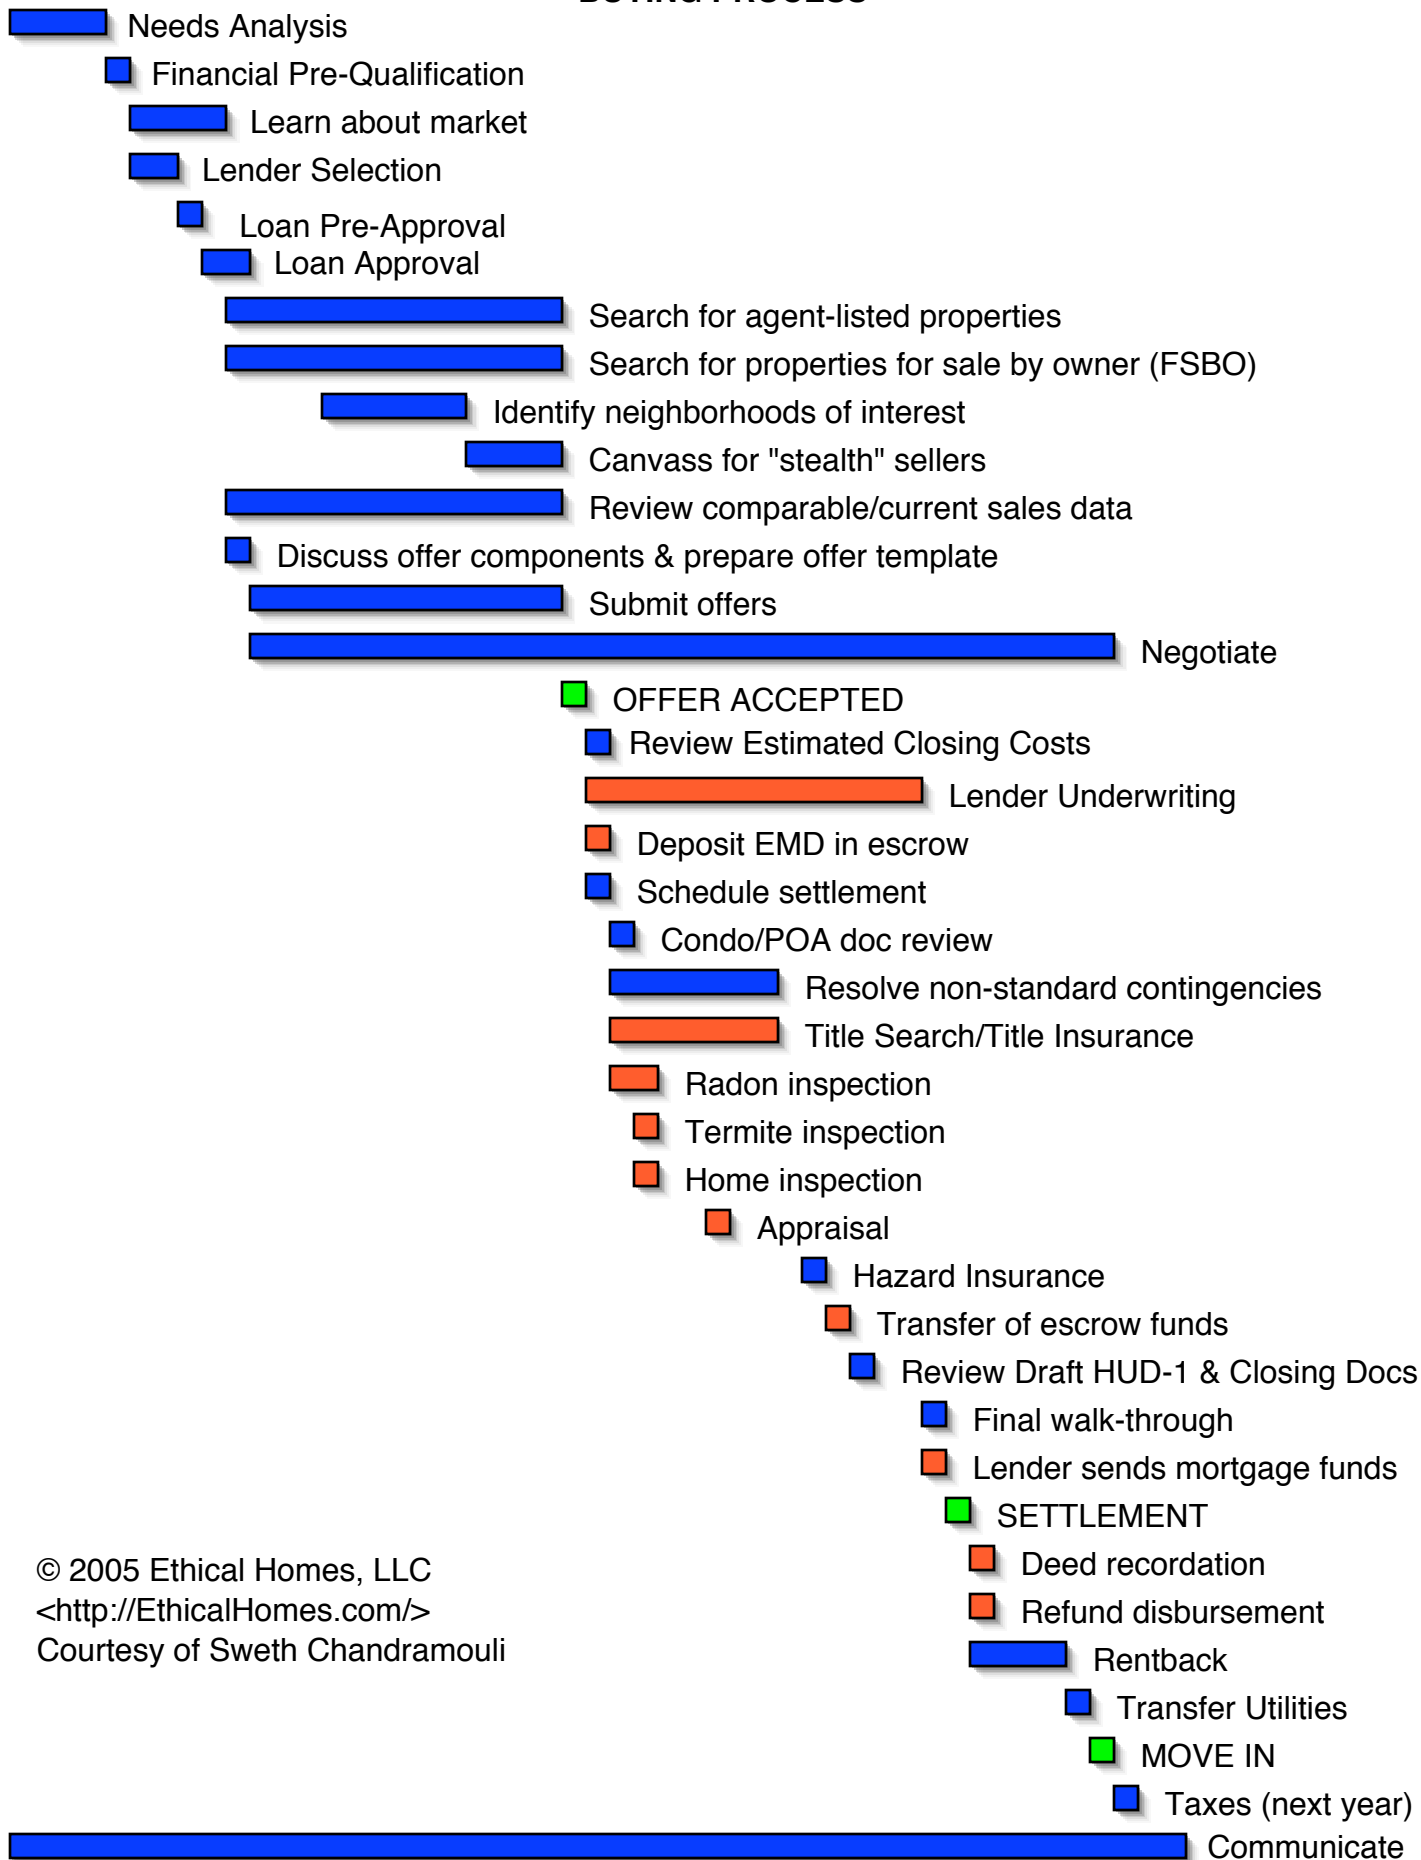 BUYING PROCESS
Needs Analysis
Financial Pre-Qualification
Learn about market
Lender Selection
Loan Pre-Approval
Loan Approval
Search for agent-listed properties
Search for properties for sale by owner (FSBO)
Identify neighborhoods of interest
Canvass for "stealth" sellers
Review comparable/current sales data
Discuss offer components & prepare offer template
Submit offers
Negotiate
OFFER ACCEPTED
Review Estimated Closing Costs
Lender Underwriting
Deposit EMD in escrow
Schedule settlement
Condo/POA doc review
Resolve non-standard contingencies
Title Search/Title Insurance
Radon inspection
Termite inspection
Home inspection
Appraisal
Hazard Insurance
Transfer of escrow funds
Review Draft HUD-1 & Closing Docs
Final walk-through
Lender sends mortgage funds
SETTLEMENT
Deed recordation
Refund disbursement
Rentback
Transfer Utilities
MOVE IN
Taxes (next year)
Communicate
© 2005 Ethical Homes, LLC
<http://EthicalHomes.com/>
Courtesy of Sweth Chandramouli